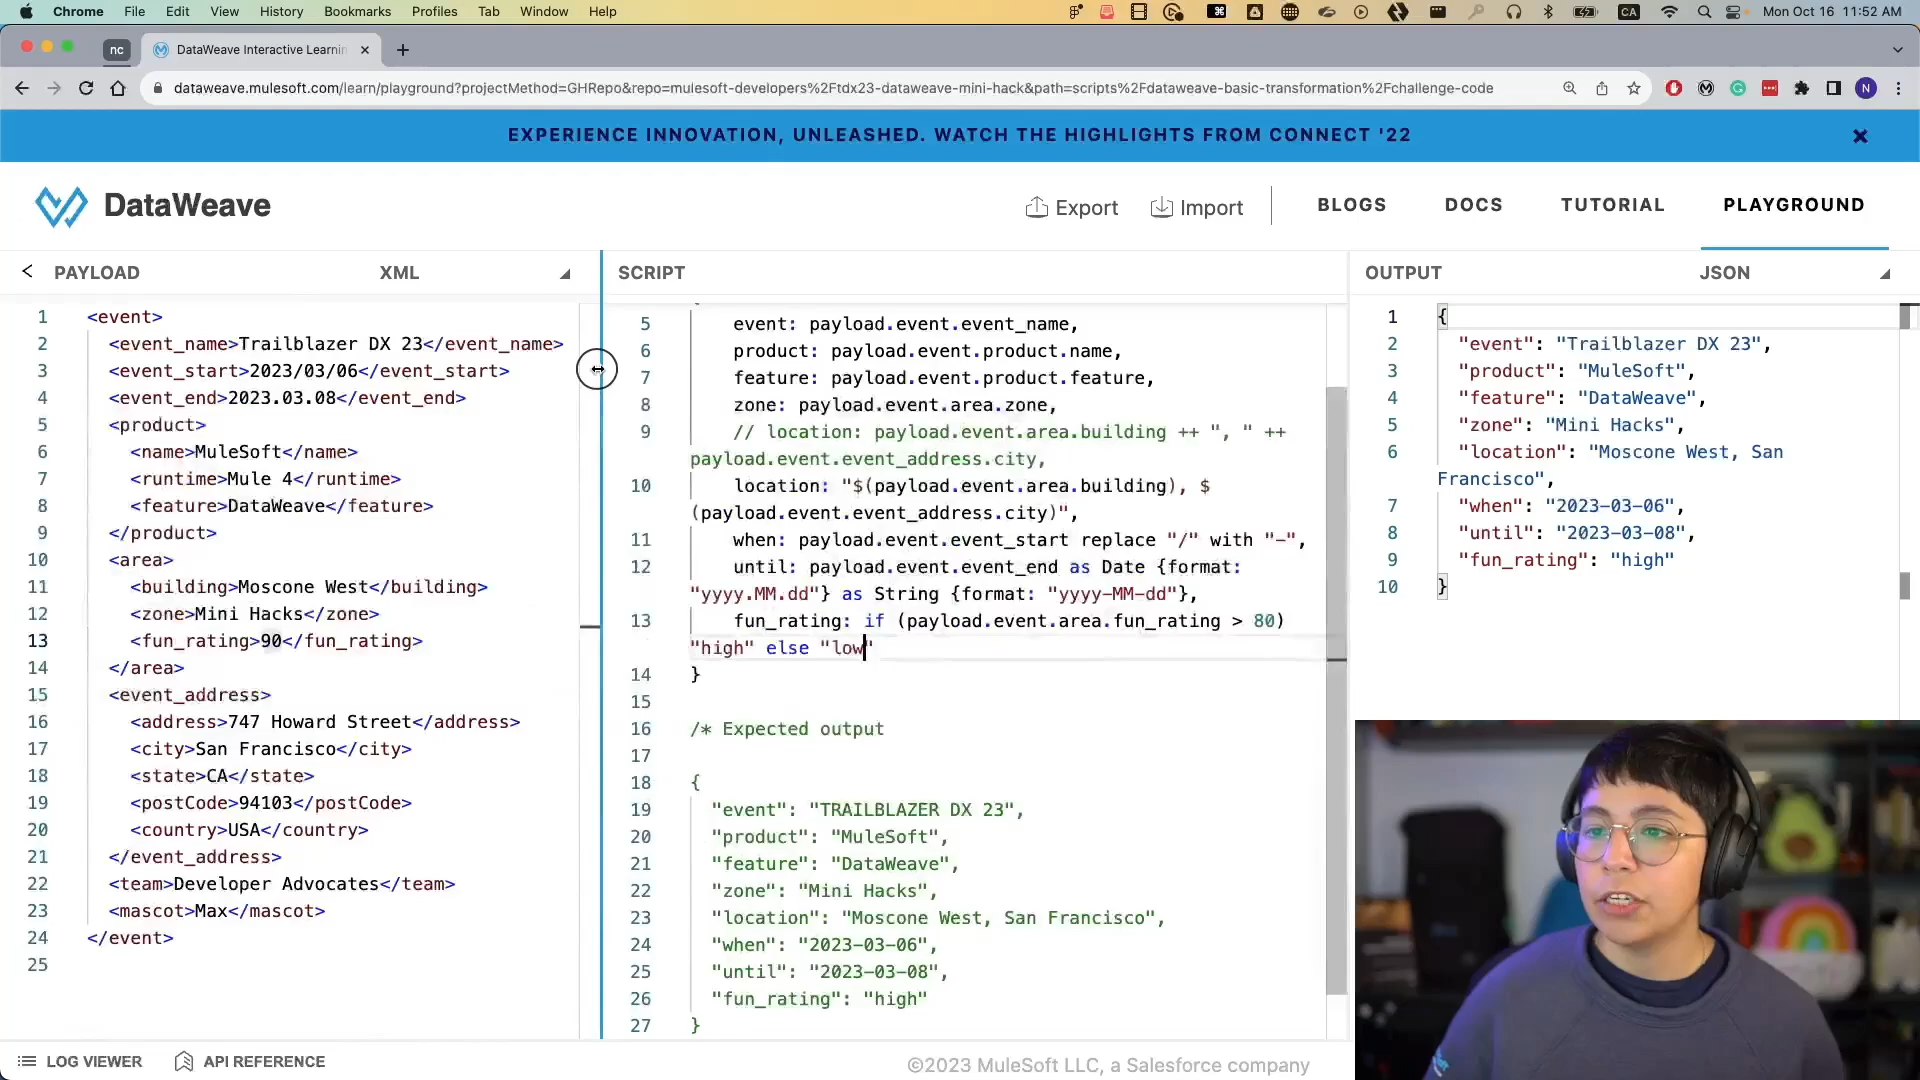 Chrome File Edit View History Bookmarks Profiles Tab Window Help CA Mon Oct 16 11:52 AM
nc DataWeave Interactive Learnin
dataweave.mulesoft.com/learn/playground?projectMethod=GHRepo&repo=mulesoft-developers%2Ftdx23-dataweave-mini-hack&path=scripts%2Fdataweave-basic-transformation%2Fchallenge-code N
EXPERIENCE INNOVATION, UNLEASHED. WATCH THE HIGHLIGHTS FROM CONNECT '22
DataWeave Export Import BLOGS DOCS TUTORIAL PLAYGROUND
PAYLOAD XML
1 <event>
2 <event_name>Trailblazer DX 23</event_name>
3 <event_start>2023/03/06</event_start>
4 <event_end>2023.03.08</event_end>
5 <product>
6 <name>MuleSoft</name>
7 <runtime>Mule 4</runtime>
8 <feature>DataWeave</feature>
9 </product>
10 <area>
11 <building>Moscone West</building>
12 <zone>Mini Hacks</zone>
13 <fun_rating>90</fun_rating>
14 </area>
15 <event_address>
16 <address>747 Howard Street</address>
17 <city>San Francisco</city>
18 <state>CA</state>
19 <postCode>94103</postCode>
20 <country>USA</country>
21 </event_address>
22 <team>Developer Advocates</team>
23 <mascot>Max</mascot>
24 </event>
25
SCRIPT
5 event: payload.event.event_name,
6 product: payload.event.product.name,
7 feature: payload.event.product.feature,
8 zone: payload.event.area.zone,
9 // location: payload.event.area.building ++ ", " ++
payload.event.event_address.city,
10 location: "$(payload.event.area.building), $
(payload.event.event_address.city)",
11 when: payload.event.event_start replace "/" with "-",
12 until: payload.event.event_end as Date {format:
"yyyy.MM.dd"} as String {format: "yyyy-MM-dd"},
13 fun_rating: if (payload.event.area.fun_rating > 80)
"high" else "low"
14 }
15
16 /* Expected output
17
18 {
19 "event": "TRAILBLAZER DX 23",
20 "product": "MuleSoft",
21 "feature": "DataWeave",
22 "zone": "Mini Hacks",
23 "location": "Moscone West, San Francisco",
24 "when": "2023-03-06",
25 "until": "2023-03-08",
26 "fun_rating": "high"
27 }
OUTPUT JSON
1 {
2 "event": "Trailblazer DX 23",
3 "product": "MuleSoft",
4 "feature": "DataWeave",
5 "zone": "Mini Hacks",
6 "location": "Moscone West, San
Francisco",
7 "when": "2023-03-06",
8 "until": "2023-03-08",
9 "fun_rating": "high"
10 }
LOG VIEWER API REFERENCE ©2023 MuleSoft LLC, a Salesforce company